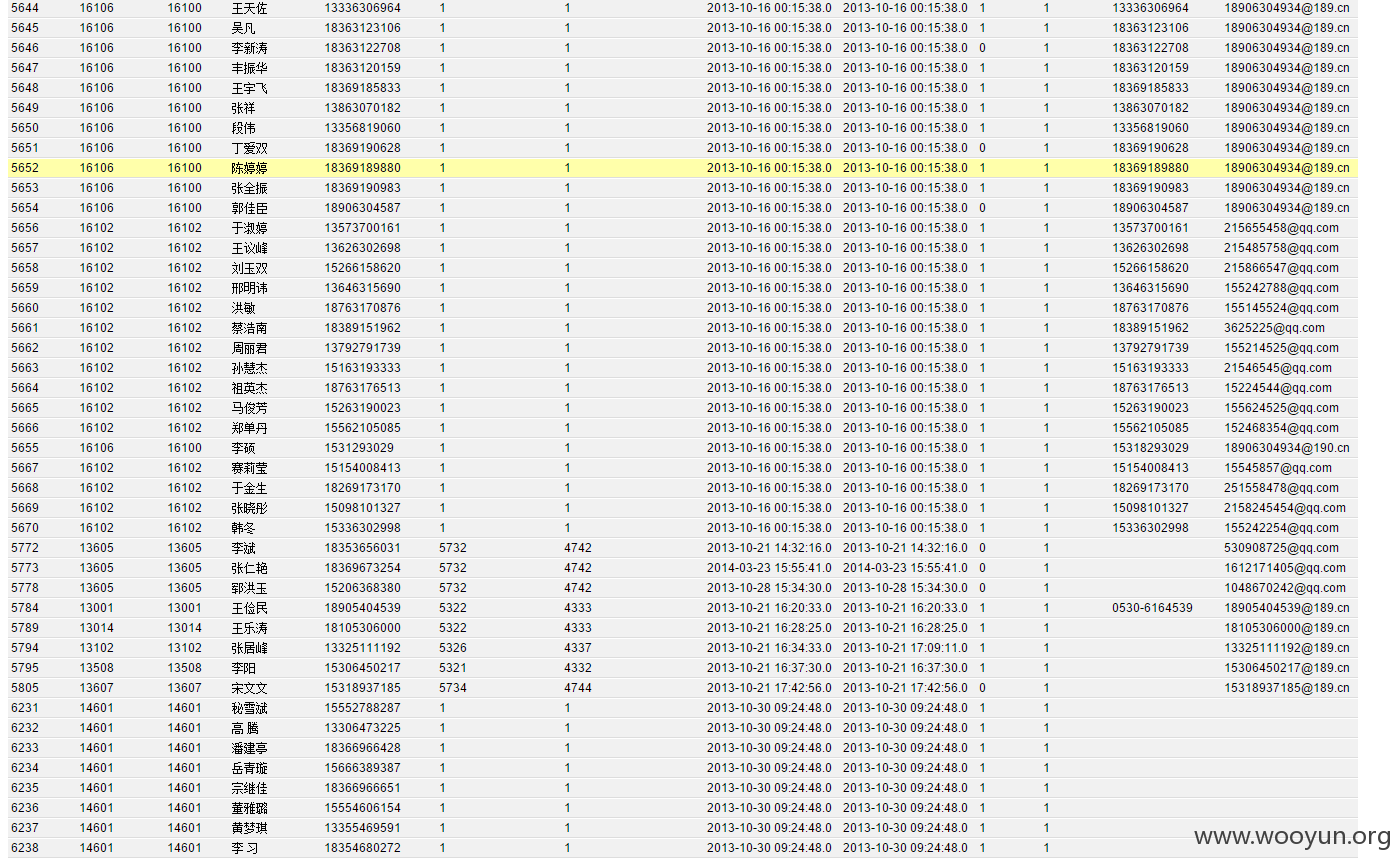 5644 16106 16100 王天佐 13336306964 1 1 2013-10-16 00:15:38.0 2013-10-16 00:15:38.0 1 1 13336306964 18906304934@189.cn
5645 16106 16100 吴凡 18363123106 1 1 2013-10-16 00:15:38.0 2013-10-16 00:15:38.0 1 1 18363123106 18906304934@189.cn
5646 16106 16100 李新涛 18363122708 1 1 2013-10-16 00:15:38.0 2013-10-16 00:15:38.0 0 1 18363122708 18906304934@189.cn
5647 16106 16100 丰振华 18363120159 1 1 2013-10-16 00:15:38.0 2013-10-16 00:15:38.0 1 1 18363120159 18906304934@189.cn
5648 16106 16100 王宇飞 18369185833 1 1 2013-10-16 00:15:38.0 2013-10-16 00:15:38.0 1 1 18369185833 18906304934@189.cn
5649 16106 16100 张祥 13863070182 1 1 2013-10-16 00:15:38.0 2013-10-16 00:15:38.0 1 1 13863070182 18906304934@189.cn
5650 16106 16100 段伟 13356819060 1 1 2013-10-16 00:15:38.0 2013-10-16 00:15:38.0 1 1 13356819060 18906304934@189.cn
5651 16106 16100 丁爱双 18369190628 1 1 2013-10-16 00:15:38.0 2013-10-16 00:15:38.0 0 1 18369190628 18906304934@189.cn
5652 16106 16100 陈婷婷 18369189880 1 1 2013-10-16 00:15:38.0 2013-10-16 00:15:38.0 1 1 18369189880 18906304934@189.cn
5653 16106 16100 张全振 18369190983 1 1 2013-10-16 00:15:38.0 2013-10-16 00:15:38.0 1 1 18369190983 18906304934@189.cn
5654 16106 16100 郭佳臣 18906304587 1 1 2013-10-16 00:15:38.0 2013-10-16 00:15:38.0 0 1 18906304587 18906304934@189.cn
5656 16102 16102 于淑婷 13573700161 1 1 2013-10-16 00:15:38.0 2013-10-16 00:15:38.0 1 1 13573700161 215655458@qq.com
5657 16102 16102 王议峰 13626302698 1 1 2013-10-16 00:15:38.0 2013-10-16 00:15:38.0 1 1 13626302698 215485758@qq.com
5658 16102 16102 刘玉双 15266158620 1 1 2013-10-16 00:15:38.0 2013-10-16 00:15:38.0 1 1 15266158620 215866547@qq.com
5659 16102 16102 邢明讳 13646315690 1 1 2013-10-16 00:15:38.0 2013-10-16 00:15:38.0 1 1 13646315690 155242788@qq.com
5660 16102 16102 洪敏 18763170876 1 1 2013-10-16 00:15:38.0 2013-10-16 00:15:38.0 1 1 18763170876 155145524@qq.com
5661 16102 16102 蔡浩南 18389151962 1 1 2013-10-16 00:15:38.0 2013-10-16 00:15:38.0 1 1 18389151962 3625225@qq.com
5662 16102 16102 周丽君 13792791739 1 1 2013-10-16 00:15:38.0 2013-10-16 00:15:38.0 1 1 13792791739 155214525@qq.com
5663 16102 16102 孙慧杰 15163193333 1 1 2013-10-16 00:15:38.0 2013-10-16 00:15:38.0 1 1 15163193333 21546545@qq.com
5664 16102 16102 祖英杰 18763176513 1 1 2013-10-16 00:15:38.0 2013-10-16 00:15:38.0 1 1 18763176513 15224544@qq.com
5665 16102 16102 马俊芳 15263190023 1 1 2013-10-16 00:15:38.0 2013-10-16 00:15:38.0 1 1 15263190023 155624525@qq.com
5666 16102 16102 郑单丹 15562105085 1 1 2013-10-16 00:15:38.0 2013-10-16 00:15:38.0 1 1 15562105085 152468354@qq.com
5655 16106 16100 李硕 1531293029 1 1 2013-10-16 00:15:38.0 2013-10-16 00:15:38.0 1 1 15318293029 18906304934@190.cn
5667 16102 16102 赛莉莹 15154008413 1 1 2013-10-16 00:15:38.0 2013-10-16 00:15:38.0 1 1 15154008413 15545857@qq.com
5668 16102 16102 于金生 18269173170 1 1 2013-10-16 00:15:38.0 2013-10-16 00:15:38.0 1 1 18269173170 251558478@qq.com
5669 16102 16102 张晓彤 15098101327 1 1 2013-10-16 00:15:38.0 2013-10-16 00:15:38.0 1 1 15098101327 2158245454@qq.com
5670 16102 16102 韩冬 15336302998 1 1 2013-10-16 00:15:38.0 2013-10-16 00:15:38.0 1 1 15336302998 155242254@qq.com
5772 13605 13605 李斌 18353656031 5732 4742 2013-10-21 14:32:16.0 2013-10-21 14:32:16.0 0 1 530908725@qq.com
5773 13605 13605 张仁艳 18369673254 5732 4742 2014-03-23 15:55:41.0 2014-03-23 15:55:41.0 0 1 1612171405@qq.com
5778 13605 13605 郓洪玉 15206368380 5732 4742 2013-10-28 15:34:30.0 2013-10-28 15:34:30.0 0 1 1048670242@qq.com
5784 13001 13001 王俭民 18905404539 5322 4333 2013-10-21 16:20:33.0 2013-10-21 16:20:33.0 1 1 0530-6164539 18905404539@189.cn
5789 13014 13014 王乐涛 18105306000 5322 4333 2013-10-21 16:28:25.0 2013-10-21 16:28:25.0 1 1 18105306000@189.cn
5794 13102 13102 张居峰 13325111192 5326 4337 2013-10-21 16:34:33.0 2013-10-21 17:09:11.0 1 1 13325111192@189.cn
5795 13508 13508 李阳 15306450217 5321 4332 2013-10-21 16:37:30.0 2013-10-21 16:37:30.0 1 1 15306450217@189.cn
5805 13607 13607 宋文文 15318937185 5734 4744 2013-10-21 17:42:56.0 2013-10-21 17:42:56.0 0 1 15318937185@189.cn
6231 14601 14601 秘雪斌 15552788287 1 1 2013-10-30 09:24:48.0 2013-10-30 09:24:48.0 1 1
6232 14601 14601 高 腾 13306473225 1 1 2013-10-30 09:24:48.0 2013-10-30 09:24:48.0 1 1
6233 14601 14601 潘建亭 18366966428 1 1 2013-10-30 09:24:48.0 2013-10-30 09:24:48.0 1 1
6234 14601 14601 岳青璇 15666389387 1 1 2013-10-30 09:24:48.0 2013-10-30 09:24:48.0 1 1
6235 14601 14601 宗继佳 18366966651 1 1 2013-10-30 09:24:48.0 2013-10-30 09:24:48.0 1 1
6236 14601 14601 董雅璐 15554606154 1 1 2013-10-30 09:24:48.0 2013-10-30 09:24:48.0 1 1
6237 14601 14601 黄梦琪 13355469591 1 1 2013-10-30 09:24:48.0 2013-10-30 09:24:48.0 1 1
6238 14601 14601 李 习 18354680272 1 1 2013-10-30 09:24:48.0 2013-10-30 09:24:48.0 1 1
www.wooyun.org